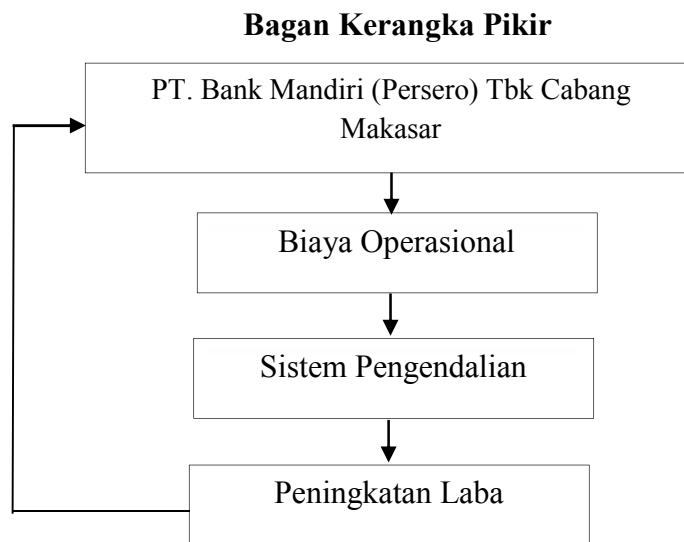 Bagan Kerangka Pikir
PT. Bank Mandiri (Persero) Tbk Cabang
Makasar
Biaya Operasional
Sistem Pengendalian
Peningkatan Laba